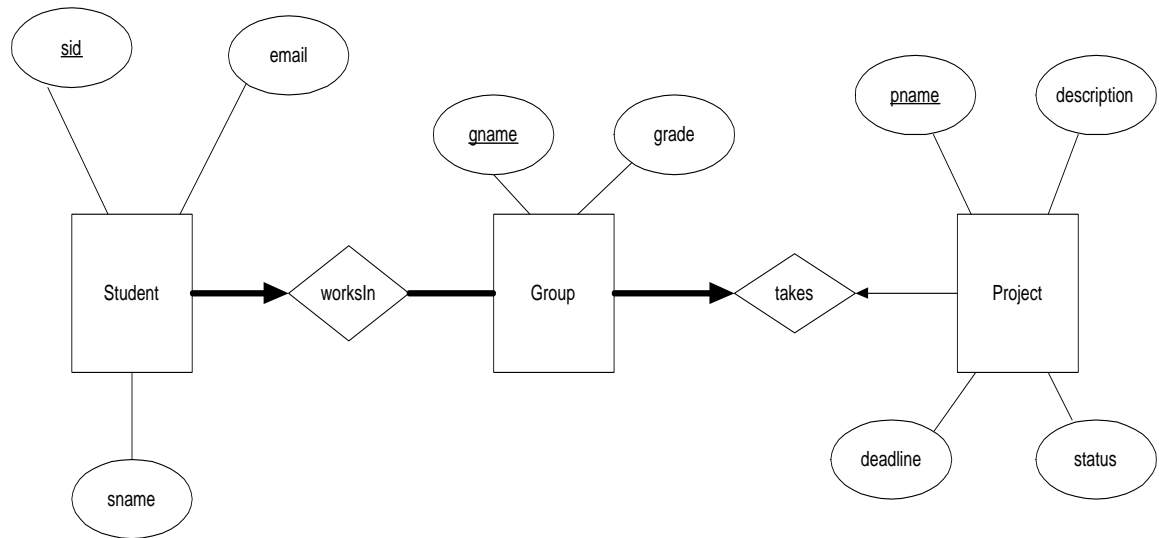 sid
email
pname
description
gname
grade
Student
worksIn
Group
takes
Project
deadline
status
sname